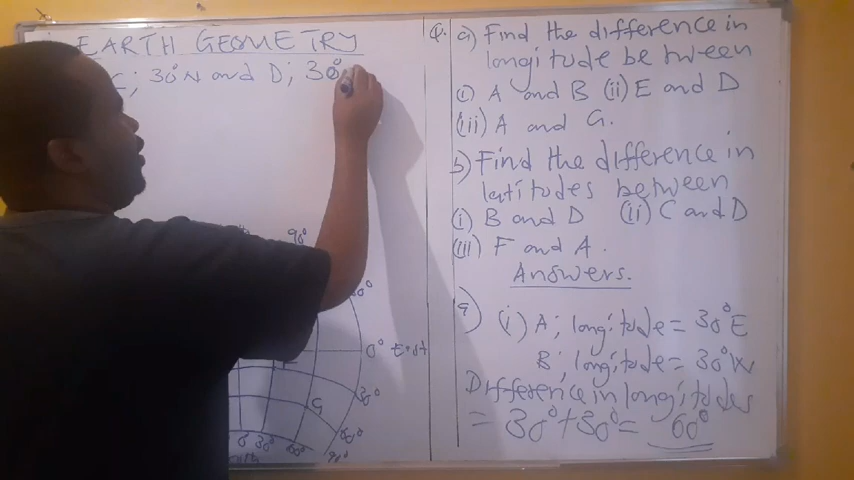 EARTH GEOMETRY
C; 30°N and D; 30°
90°
0° East
30°
G
60°
90°
0° 30° 60°
Q. a) Find the difference in
longitude between
(i) A and B (ii) E and D
(iii) A and G.
b) Find the difference in
latitudes between
(i) B and D (ii) C and D
(iii) F and A.
Answers.
a) (i) A; longitude = 30°E
B; longitude = 30°W
Difference in longitudes
= 30° + 30° = 60°